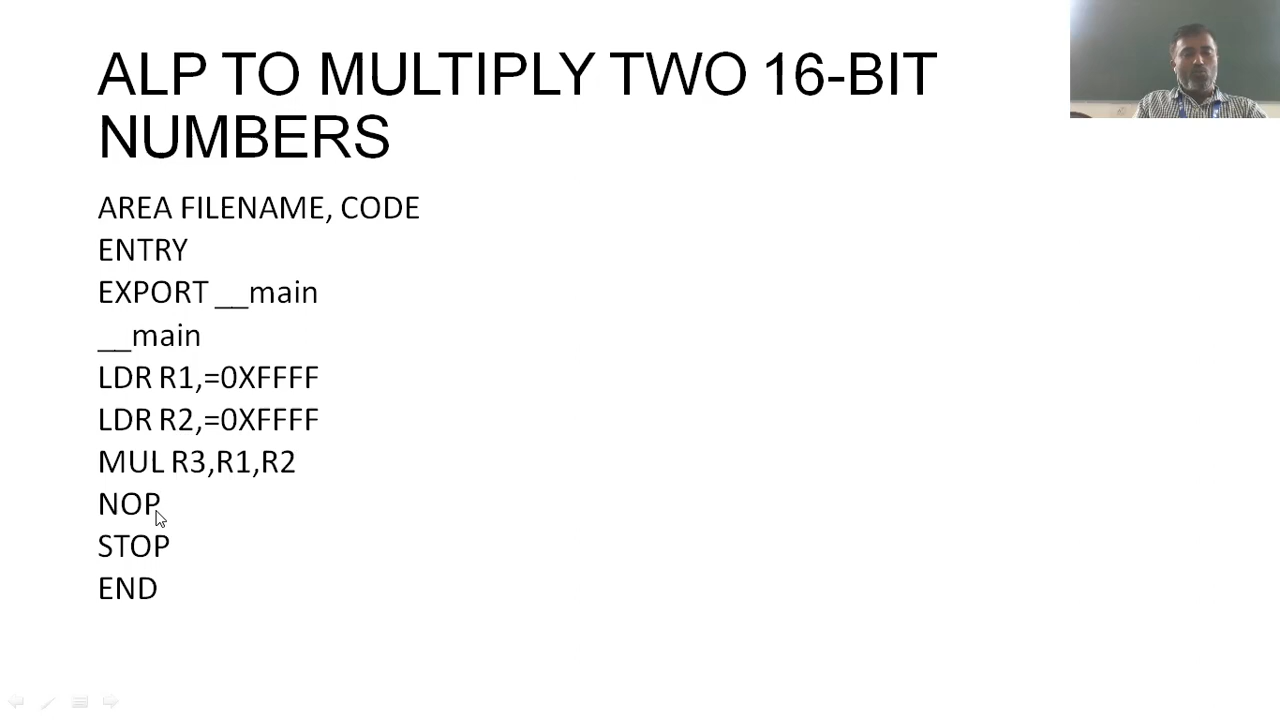 ALP TO MULTIPLY TWO 16-BIT
NUMBERS
AREA FILENAME, CODE
ENTRY
EXPORT __main
__main
LDR R1,=0XFFFF
LDR R2,=0XFFFF
MUL R3,R1,R2
NOP
STOP
END